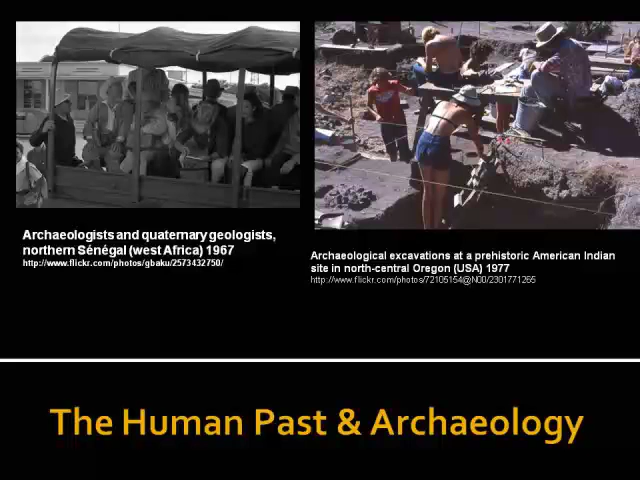 Archaeologists and quaternary geologists,
northern Sénégal (west Africa) 1967
http://www.flickr.com/photos/gbaku/2573432750/
Archaeological excavations at a prehistoric American Indian
site in north-central Oregon (USA) 1977
http://www.flickr.com/photos/72105154@N00/2301771265
The Human Past & Archaeology